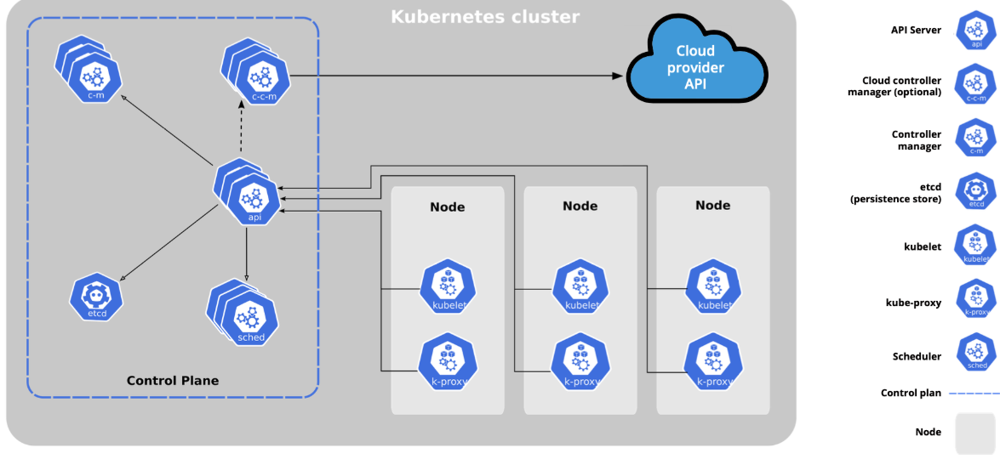 Kubernetes cluster
c-m
c-c-m
Cloud
provider
API
api
etcd
sched
Control Plane
Node
Node
Node
kubelet
kubelet
kubelet
k-proxy
k-proxy
k-proxy
API Server
api
Cloud controller
manager (optional)
c-c-m
Controller
manager
c-m
etcd
(persistence store)
etcd
kubelet
kubelet
kube-proxy
k-proxy
Scheduler
sched
Control plan
Node